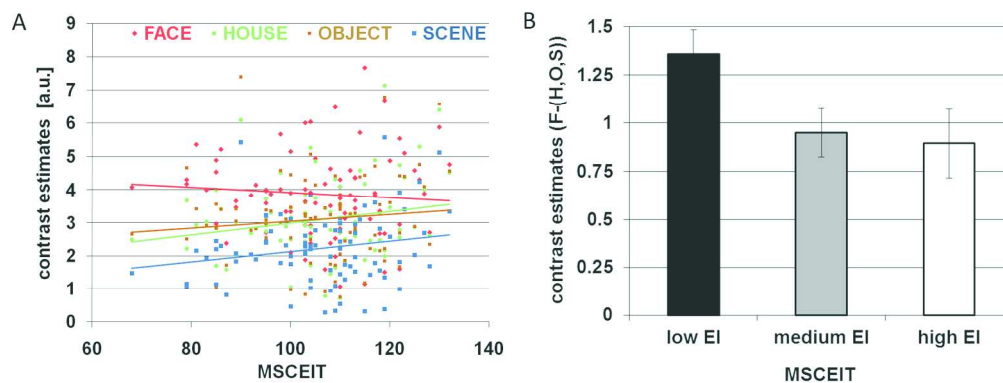 A
9
8
7
6
5
4
3
2
1
0
FACE HOUSE OBJECT SCENE
contrast estimates [a.u.]
60 80 100 120 140
MSCEIT
B
1.5
1.25
1
0.75
0.5
0.25
0
contrast estimates (F-(H,O,S))
low EI medium EI high EI
MSCEIT